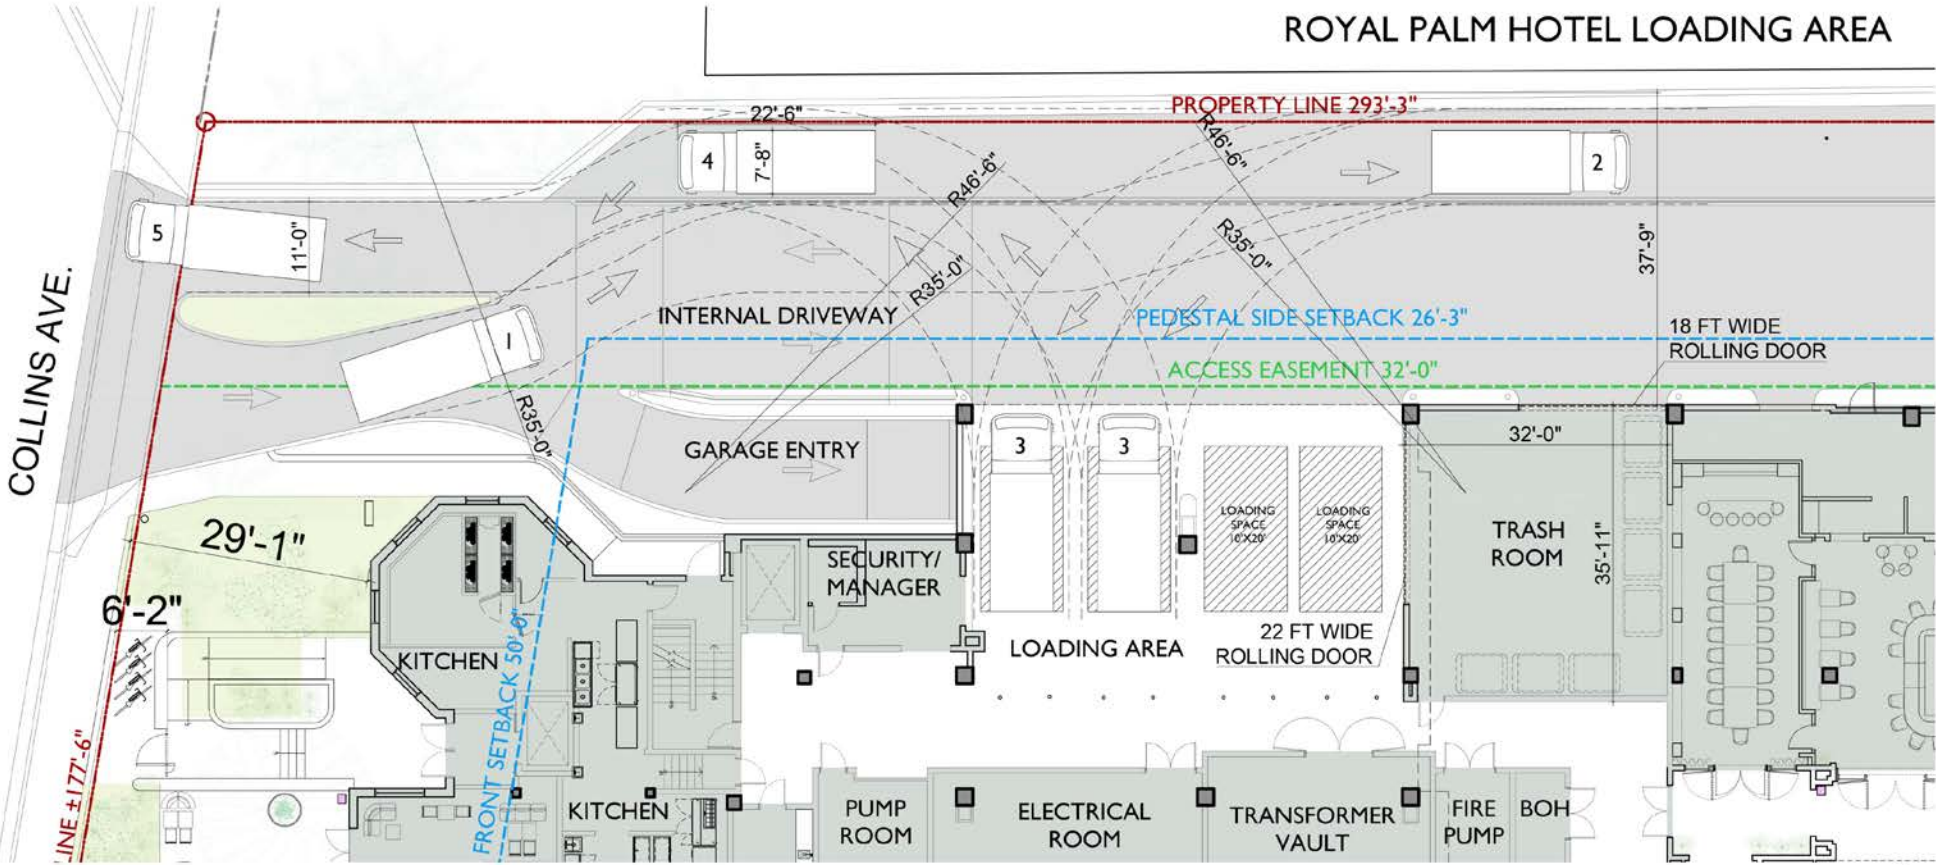 ROYAL PALM HOTEL LOADING AREA
PROPERTY LINE 293'-3"
22'-6"
4
7'-8"
R46'-6"
R46'-6"
2
5
11'-0"
R35'-0"
R35'-0"
37'-9"
COLLINS AVE.
1
INTERNAL DRIVEWAY
PEDESTAL SIDE SETBACK 26'-3"
18 FT WIDE
ROLLING DOOR
ACCESS EASEMENT 32'-0"
R35'-0"
GARAGE ENTRY
3
3
32'-0"
LOADING
SPACE
10'X20'
LOADING
SPACE
10'X20'
TRASH
ROOM
35'-11"
29'-1"
SECURITY/
MANAGER
6'-2"
22 FT WIDE
ROLLING DOOR
LOADING AREA
KITCHEN
FRONT SETBACK 50'-0"
LINE ±177'-6"
KITCHEN
PUMP
ROOM
ELECTRICAL
ROOM
TRANSFORMER
VAULT
FIRE
PUMP
BOH